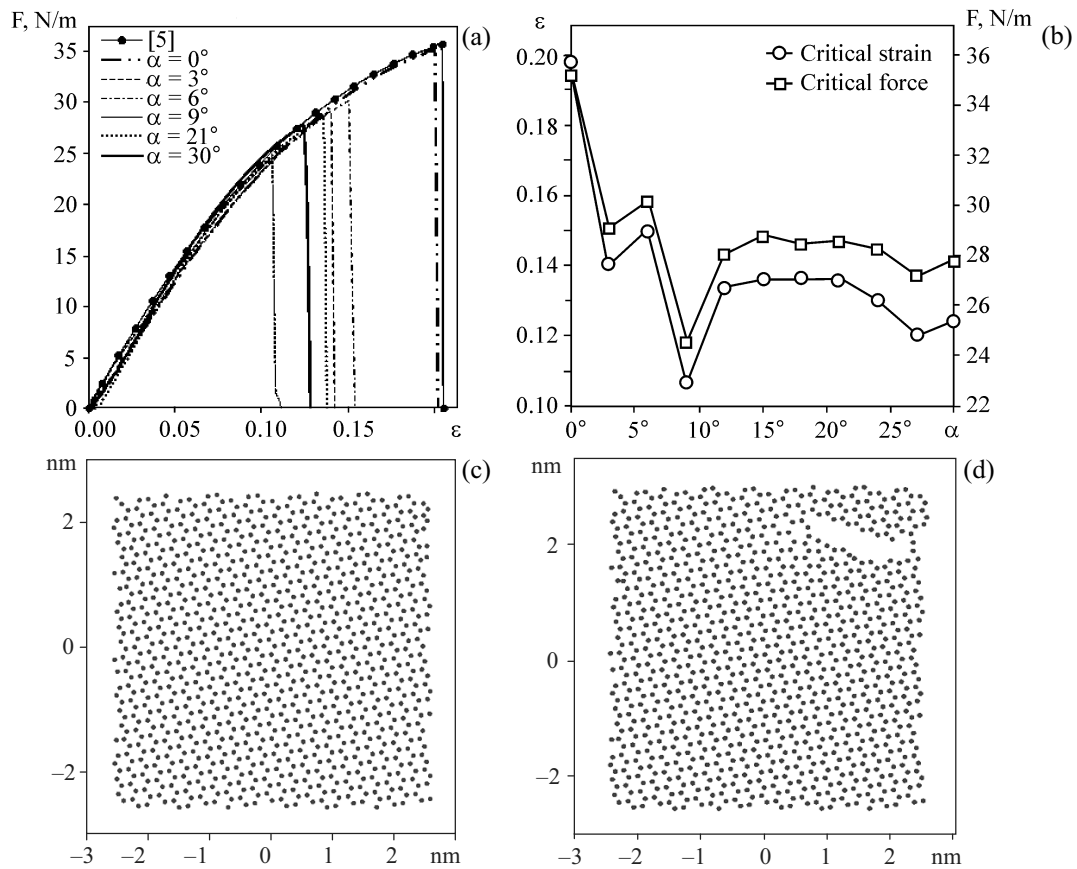 F, N/m
(a)
[5]
α = 0°
α = 3°
α = 6°
α = 9°
α = 21°
α = 30°
35
30
25
20
15
10
5
0
0.00
0.05
0.10
0.15
ε
ε
F, N/m
(b)
Critical strain
Critical force
0.20
0.18
0.16
0.14
0.12
0.10
36
34
32
30
28
26
24
22
0°
5°
10°
15°
20°
25°
α
nm
(c)
2
0
–2
–3
–2
–1
0
1
2
nm
nm
(d)
2
0
–2
–3
–2
–1
0
1
2
nm